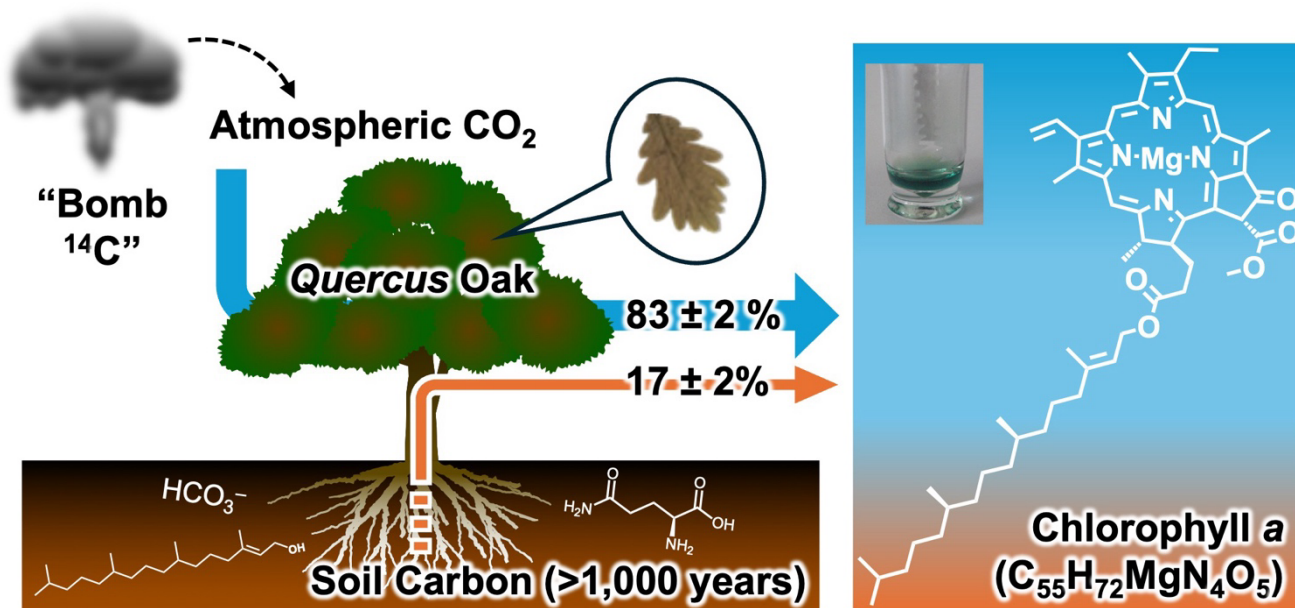 Atmospheric CO₂
“Bomb
¹⁴C”
Quercus Oak
83 ± 2 %
17 ± 2%
HCO₃⁻
OH
O
O
H₂N
OH
NH₂
Soil Carbon (>1,000 years)
N
N·Mg·N
N
O
O
O
O
O
Chlorophyll a
(C₅₅H₇₂MgN₄O₅)